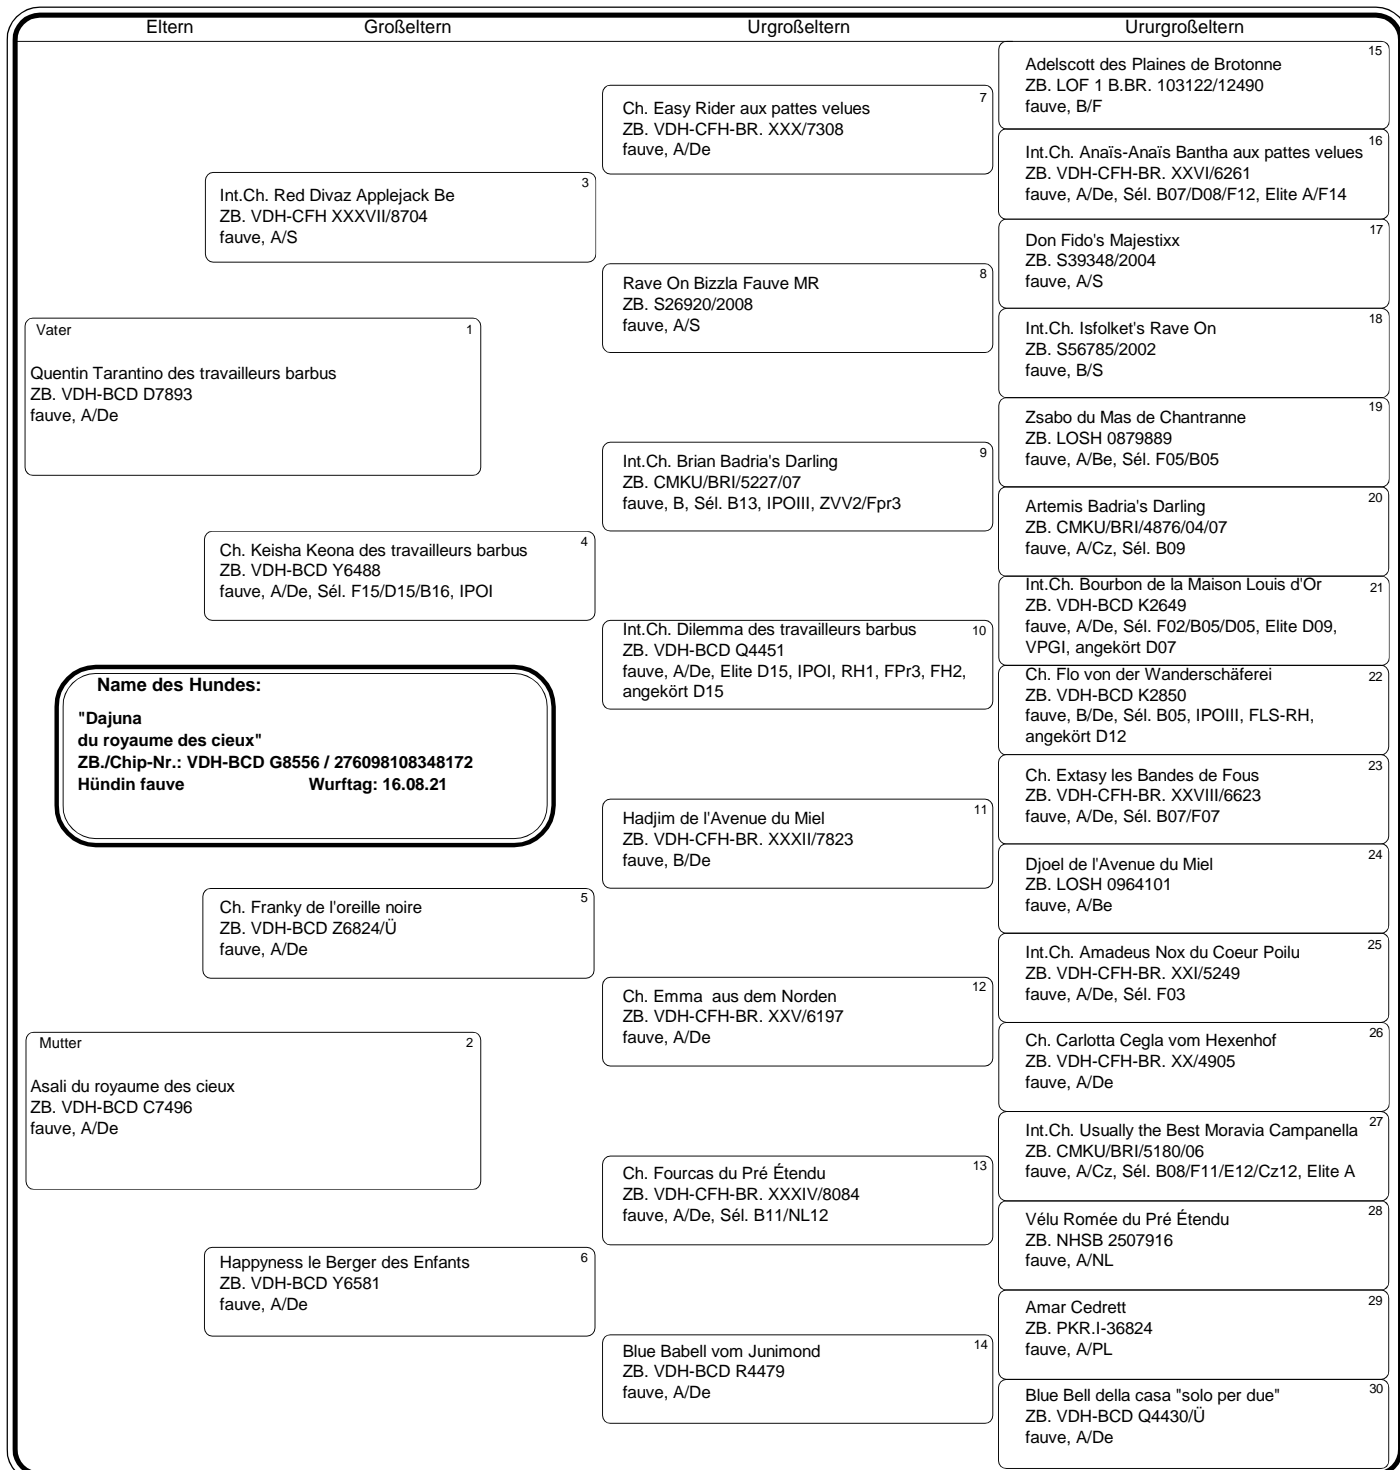 Eltern
Großeltern
Urgroßeltern
Ururgroßeltern
Vater 1
Quentin Tarantino des travailleurs barbus
ZB. VDH-BCD D7893
fauve, A/De
Name des Hundes:
"Dajuna
du royaume des cieux"
ZB./Chip-Nr.: VDH-BCD G8556 / 276098108348172
Hündin fauve Wurftag: 16.08.21
Mutter 2
Asali du royaume des cieux
ZB. VDH-BCD C7496
fauve, A/De
3
Int.Ch. Red Divaz Applejack Be
ZB. VDH-CFH XXXVII/8704
fauve, A/S
4
Ch. Keisha Keona des travailleurs barbus
ZB. VDH-BCD Y6488
fauve, A/De, Sél. F15/D15/B16, IPOI
5
Ch. Franky de l'oreille noire
ZB. VDH-BCD Z6824/Ü
fauve, A/De
6
Happyness le Berger des Enfants
ZB. VDH-BCD Y6581
fauve, A/De
7
Ch. Easy Rider aux pattes velues
ZB. VDH-CFH-BR. XXX/7308
fauve, A/De
8
Rave On Bizzla Fauve MR
ZB. S26920/2008
fauve, A/S
9
Int.Ch. Brian Badria's Darling
ZB. CMKU/BRI/5227/07
fauve, B, Sél. B13, IPOIII, ZVV2/Fpr3
10
Int.Ch. Dilemma des travailleurs barbus
ZB. VDH-BCD Q4451
fauve, A/De, Elite D15, IPOI, RH1, FPr3, FH2,
angekört D15
11
Hadjim de l'Avenue du Miel
ZB. VDH-CFH-BR. XXXII/7823
fauve, B/De
12
Ch. Emma aus dem Norden
ZB. VDH-CFH-BR. XXV/6197
fauve, A/De
13
Ch. Fourcas du Pré Étendu
ZB. VDH-CFH-BR. XXXIV/8084
fauve, A/De, Sél. B11/NL12
14
Blue Babell vom Junimond
ZB. VDH-BCD R4479
fauve, A/De
15
Adelscott des Plaines de Brotonne
ZB. LOF 1 B.BR. 103122/12490
fauve, B/F
16
Int.Ch. Anaïs-Anaïs Bantha aux pattes velues
ZB. VDH-CFH-BR. XXVI/6261
fauve, A/De, Sél. B07/D08/F12, Elite A/F14
17
Don Fido's Majestixx
ZB. S39348/2004
fauve, A/S
18
Int.Ch. Isfolket's Rave On
ZB. S56785/2002
fauve, B/S
19
Zsabo du Mas de Chantranne
ZB. LOSH 0879889
fauve, A/Be, Sél. F05/B05
20
Artemis Badria's Darling
ZB. CMKU/BRI/4876/04/07
fauve, A/Cz, Sél. B09
21
Int.Ch. Bourbon de la Maison Louis d'Or
ZB. VDH-BCD K2649
fauve, A/De, Sél. F02/B05/D05, Elite D09,
VPGI, angekört D07
22
Ch. Flo von der Wanderschäferei
ZB. VDH-BCD K2850
fauve, B/De, Sél. B05, IPOIII, FLS-RH,
angekört D12
23
Ch. Extasy les Bandes de Fous
ZB. VDH-CFH-BR. XXVIII/6623
fauve, A/De, Sél. B07/F07
24
Djoel de l'Avenue du Miel
ZB. LOSH 0964101
fauve, A/Be
25
Int.Ch. Amadeus Nox du Coeur Poilu
ZB. VDH-CFH-BR. XXI/5249
fauve, A/De, Sél. F03
26
Ch. Carlotta Cegla vom Hexenhof
ZB. VDH-CFH-BR. XX/4905
fauve, A/De
27
Int.Ch. Usually the Best Moravia Campanella
ZB. CMKU/BRI/5180/06
fauve, A/Cz, Sél. B08/F11/E12/Cz12, Elite A
28
Vélu Romée du Pré Étendu
ZB. NHSB 2507916
fauve, A/NL
29
Amar Cedrett
ZB. PKR.I-36824
fauve, A/PL
30
Blue Bell della casa "solo per due"
ZB. VDH-BCD Q4430/Ü
fauve, A/De